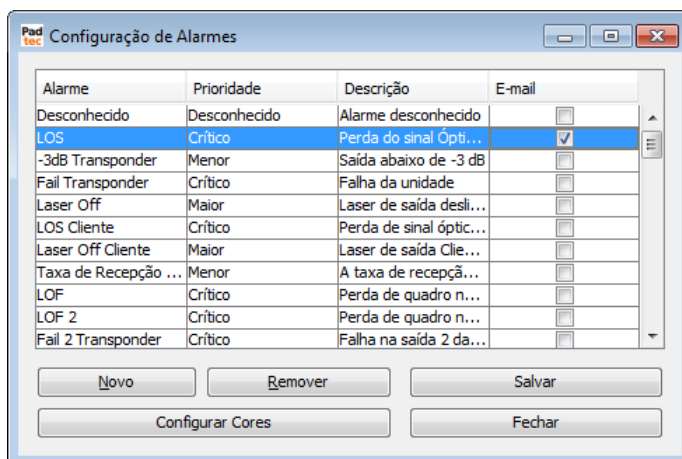 Pad tec Configuração de Alarmes
Alarme Prioridade Descrição E-mail
Desconhecido Desconhecido Alarme desconhecido
LOS Crítico Perda do sinal Ópti...
-3dB Transponder Menor Saída abaixo de -3 dB
Fail Transponder Crítico Falha da unidade
Laser Off Maior Laser de saída desli...
LOS Cliente Crítico Perda de sinal óptic...
Laser Off Cliente Maior Laser de saída Clie...
Taxa de Recepção ... Menor A taxa de recepçã...
LOF Crítico Perda de quadro n...
LOF 2 Crítico Perda de quadro n...
Fail 2 Transponder Crítico Falha na saída 2 da...
Novo Remover Salvar
Configurar Cores Fechar